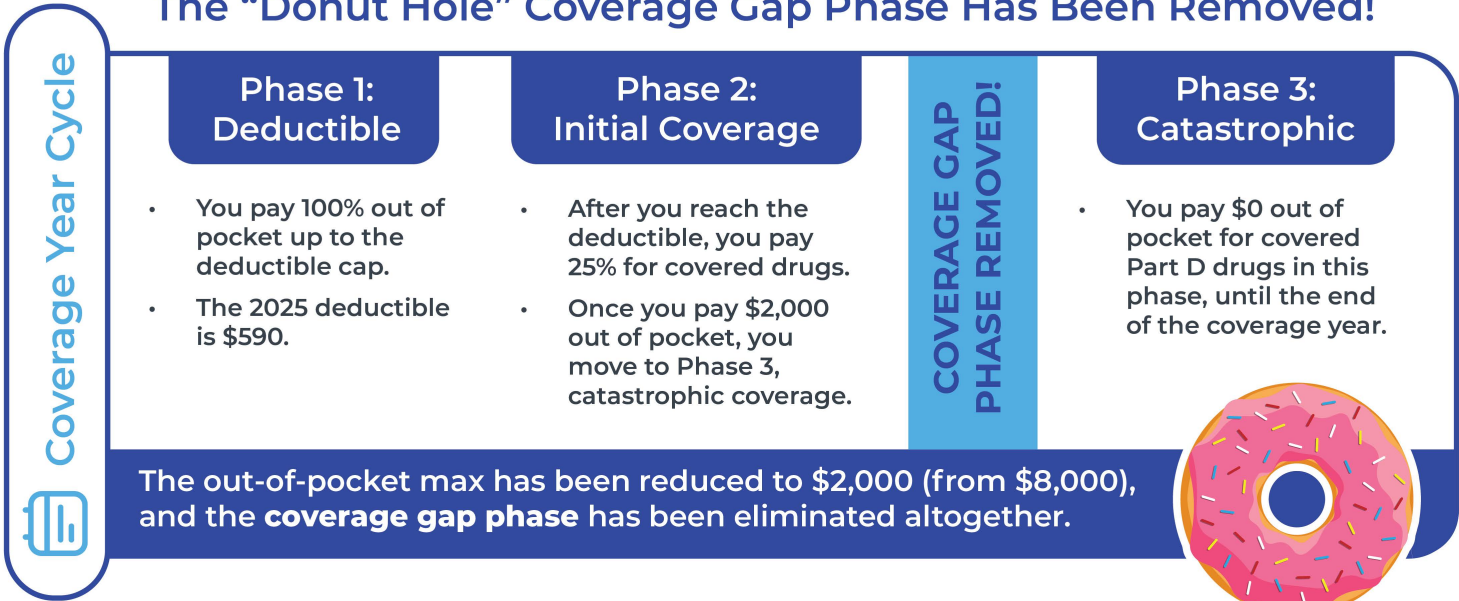 The “Donut Hole” Coverage Gap Phase Has Been Removed!
Coverage Year Cycle
Phase 1:
Deductible
• You pay 100% out of
pocket up to the
deductible cap.
• The 2025 deductible
is $590.
Phase 2:
Initial Coverage
• After you reach the
deductible, you pay
25% for covered drugs.
• Once you pay $2,000
out of pocket, you
move to Phase 3,
catastrophic coverage.
COVERAGE GAP
PHASE REMOVED!
Phase 3:
Catastrophic
• You pay $0 out of
pocket for covered
Part D drugs in this
phase, until the end
of the coverage year.
The out-of-pocket max has been reduced to $2,000 (from $8,000),
and the coverage gap phase has been eliminated altogether.